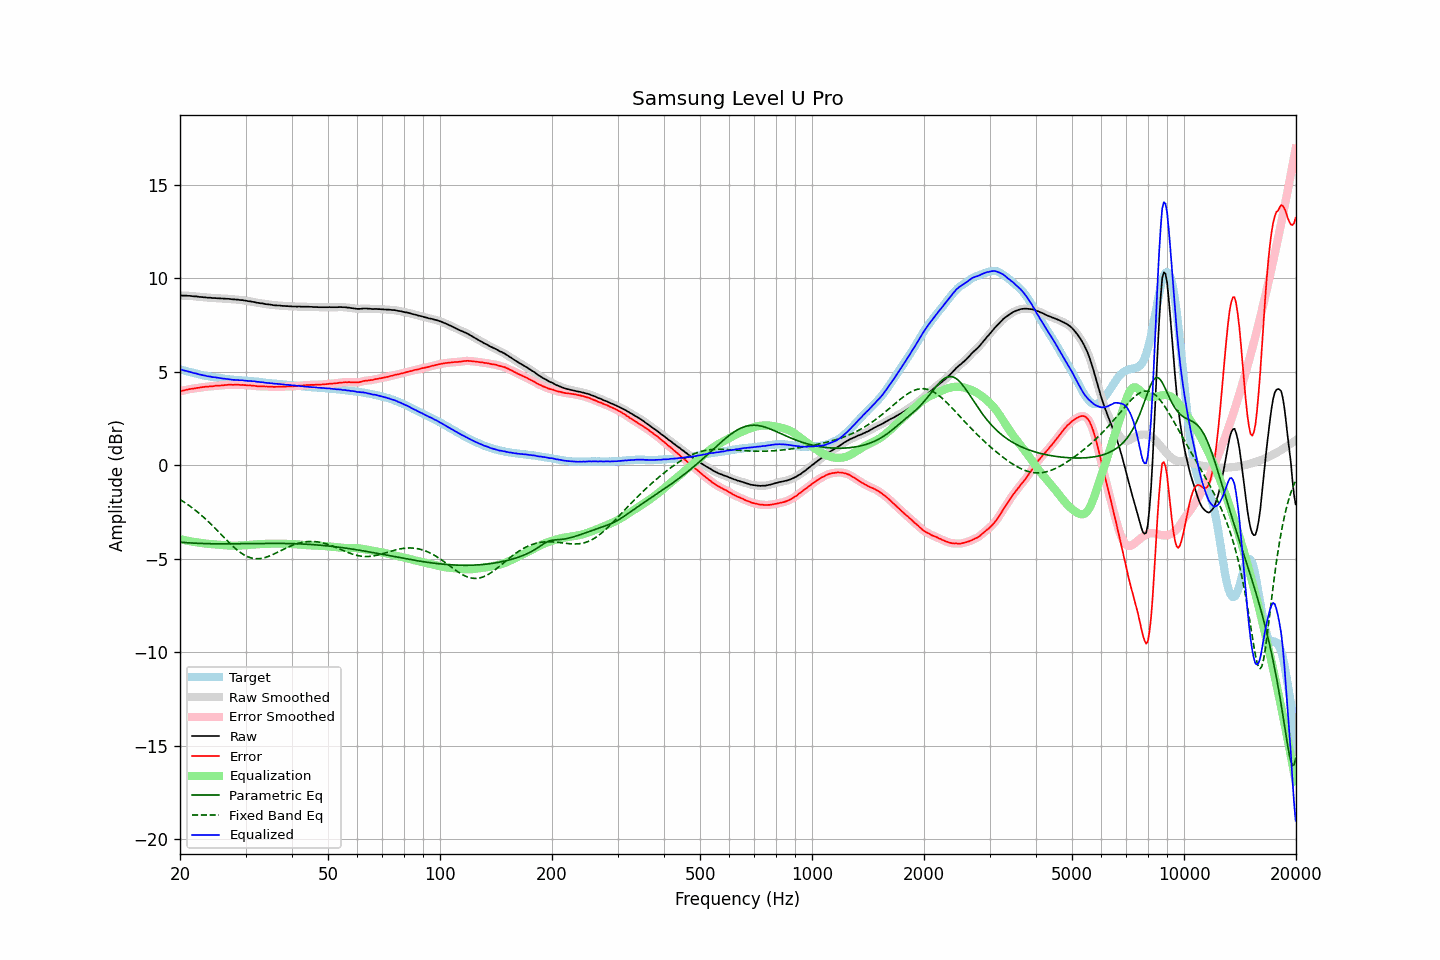 Samsung Level U Pro
Amplitude (dBr)
15
10
5
0
−5
−10
−15
−20
Target
Raw Smoothed
Error Smoothed
Raw
Error
Equalization
Parametric Eq
Fixed Band Eq
Equalized
20
50
100
200
500
1000
2000
5000
10000
20000
Frequency (Hz)